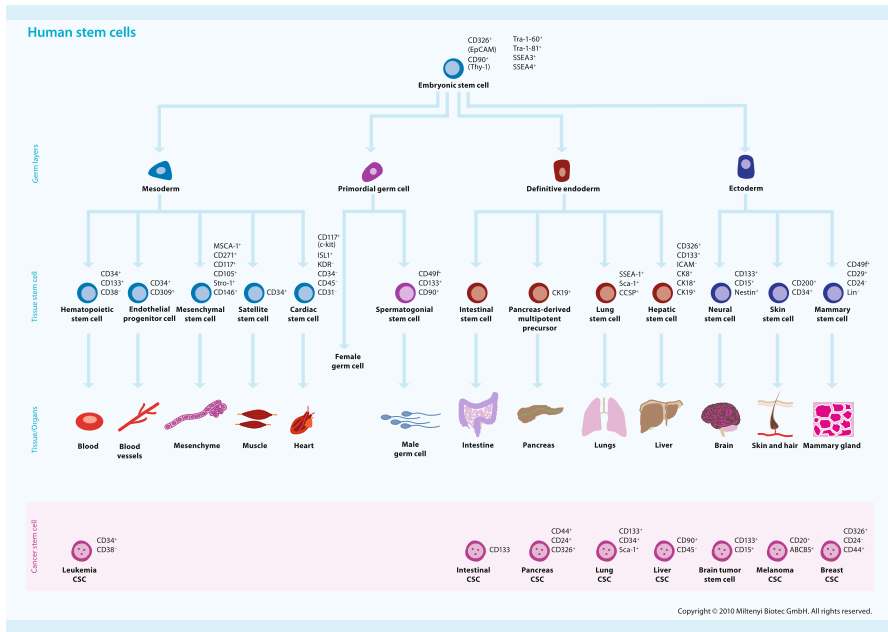 Human stem cells
CD326⁺
(EpCAM)
CD90⁺
(Thy-1)
Tra-1-60⁺
Tra-1-81⁺
SSEA3⁺
SSEA4⁺
Embryonic stem cell
Germ layers
Mesoderm
Primordial germ cell
Definitive endoderm
Ectoderm
Tissue stem cell
CD34⁺
CD133⁺
CD38⁻
Hematopoietic
stem cell
CD34⁺
CD309⁺
Endothelial
progenitor cell
MSCA-1⁺
CD271⁺
CD117⁺
CD105⁺
Stro-1⁺
CD146⁺
Mesenchymal
stem cell
CD34⁺
Satellite
stem cell
CD117⁺
(c-kit)
ISL1⁺
KDR⁻
CD34⁻
CD45⁻
CD31⁻
Cardiac
stem cell
Female
germ cell
CD49f⁺
CD133⁺
CD90⁺
Spermatogonial
stem cell
Intestinal
stem cell
CK19⁺
Pancreas-derived
multipotent
precursor
SSEA-1⁺
Sca-1⁺
CCSP⁺
Lung
stem cell
CD326⁺
CD133⁺
ICAM⁻
CK8⁺
CK18⁺
CK19⁺
Hepatic
stem cell
CD133⁺
CD15⁺
Nestin⁺
Neural
stem cell
CD200⁺
CD34⁺
Skin
stem cell
CD49f⁺
CD29⁺
CD24⁻
Lin⁻
Mammary
stem cell
Tissue/Organs
Blood
Blood
vessels
Mesenchyme
Muscle
Heart
Male
germ cell
Intestine
Pancreas
Lungs
Liver
Brain
Skin and hair
Mammary gland
Cancer stem cell
CD34⁺
CD38⁻
Leukemia
CSC
CD133
Intestinal
CSC
CD44⁺
CD24⁺
CD326⁺
Pancreas
CSC
CD133⁺
CD34⁺
Sca-1⁺
Lung
CSC
CD90⁺
CD45⁻
Liver
CSC
CD133⁺
CD15⁺
Brain tumor
stem cell
CD20⁺
ABCB5⁺
Melanoma
CSC
CD326⁺
CD24⁻
CD44⁺
Breast
CSC
Copyright © 2010 Miltenyi Biotec GmbH. All rights reserved.